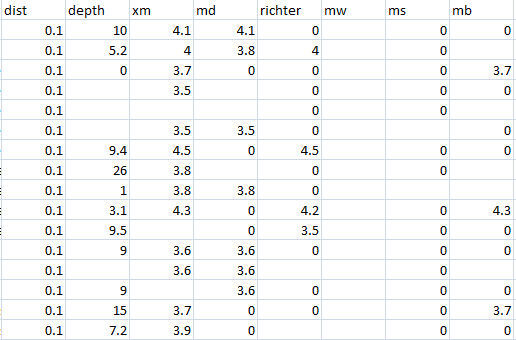 dist depth xm md richter mw ms mb
0.1 10 4.1 4.1 0 0 0
0.1 5.2 4 3.8 4 0
0.1 0 3.7 0 0 0 3.7
0.1 3.5 0 0 0
0.1 0 0
0.1 3.5 3.5 0 0
0.1 9.4 4.5 0 4.5 0 0
0.1 26 3.8 0 0
0.1 1 3.8 3.8 0
0.1 3.1 4.3 0 4.2 0 4.3
0.1 9.5 0 3.5 0 0
0.1 9 3.6 3.6 0 0 0
0.1 3.6 3.6 0
0.1 9 3.6 0 0 0
0.1 15 3.7 0 0 0 3.7
0.1 7.2 3.9 0 0 0